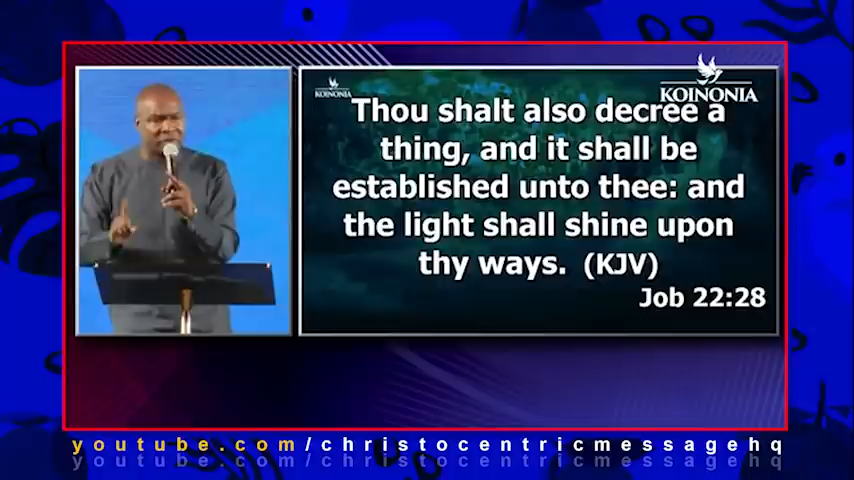 KOINONIA
KOINONIA
Thou shalt also decree a
thing, and it shall be
established unto thee: and
the light shall shine upon
thy ways. (KJV)
Job 22:28
youtube.com/christocentricmessagehq
youtube.com/christocentricmessagehq